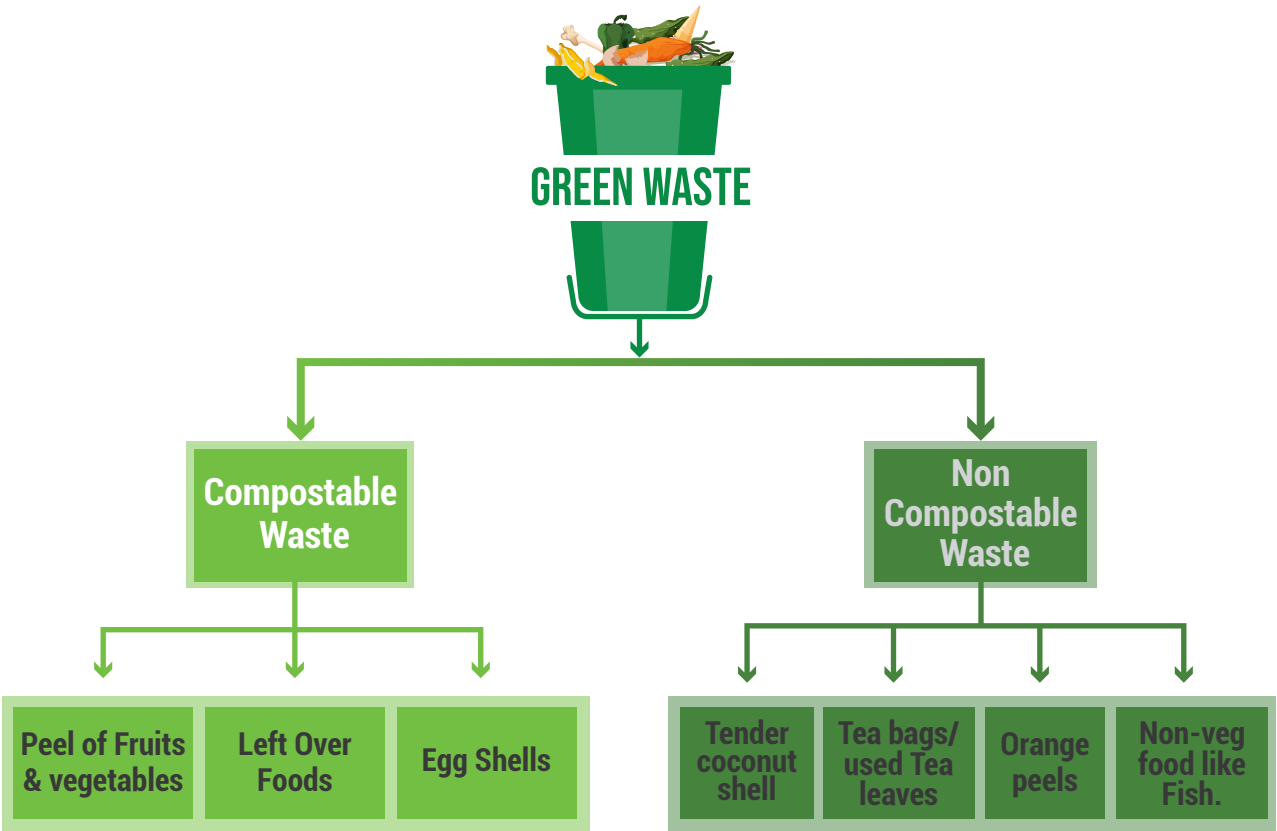 GREEN WASTE
Compostable
Waste
Non
Compostable
Waste
Peel of Fruits
& vegetables
Left Over
Foods
Egg Shells
Tender
coconut
shell
Tea bags/
used Tea
leaves
Orange
peels
Non-veg
food like
Fish.